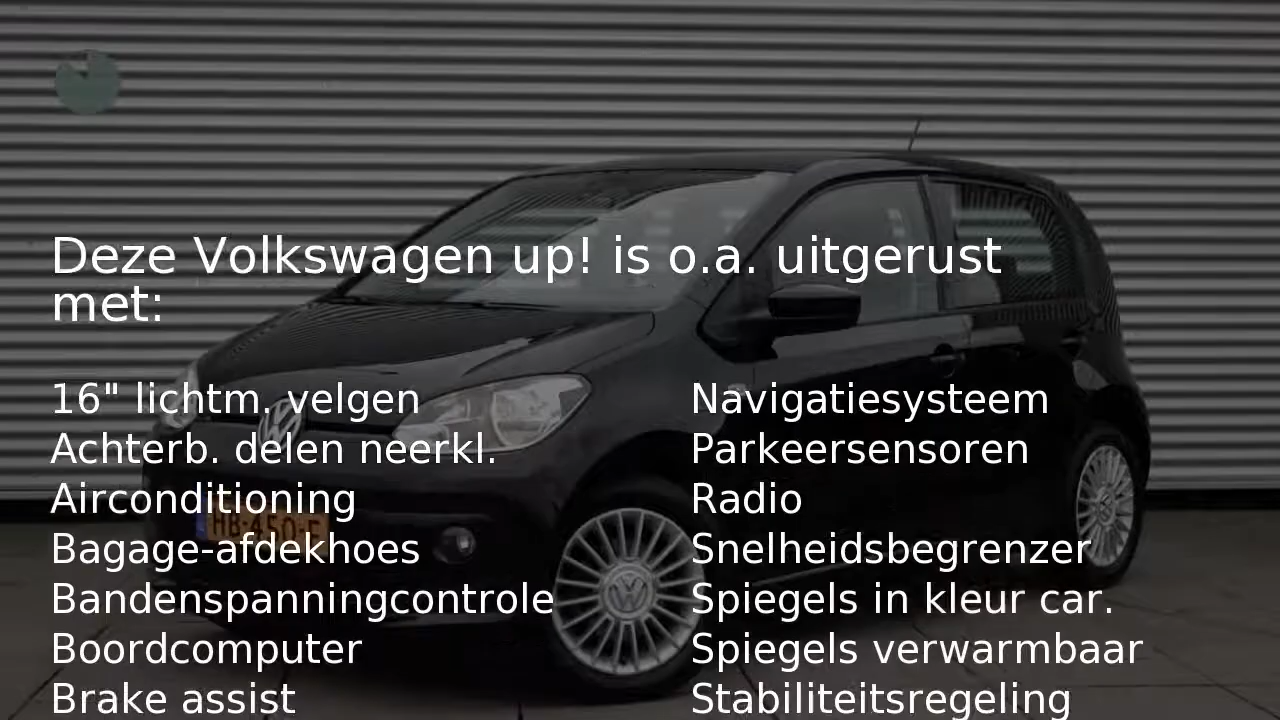 Deze Volkswagen up! is o.a. uitgerust
met:
16" lichtm. velgen
Achterb. delen neerkl.
Airconditioning
Bagage-afdekhoes
Bandenspanningcontrole
Boordcomputer
Brake assist
Navigatiesysteem
Parkeersensoren
Radio
Snelheidsbegrenzer
Spiegels in kleur car.
Spiegels verwarmbaar
Stabiliteitsregeling